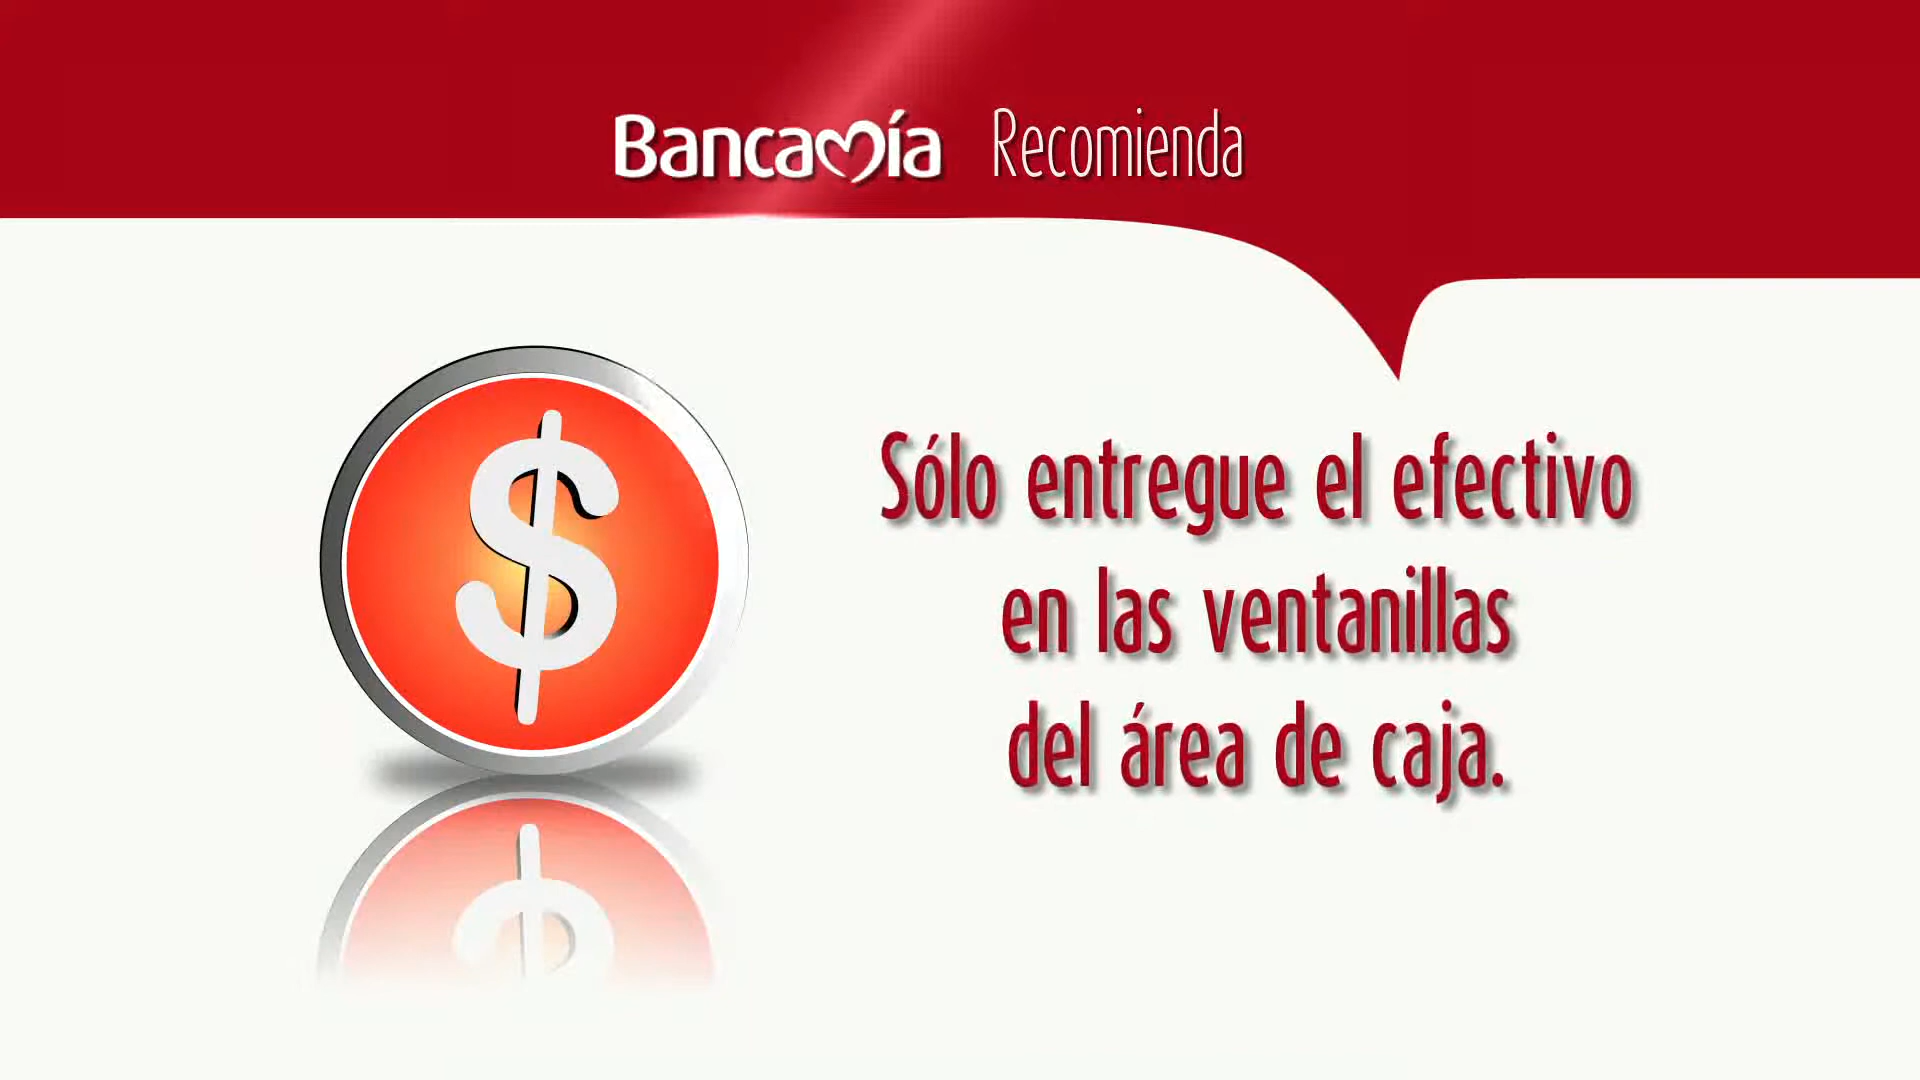 Bancamía Recomienda
$
Sólo entregue el efectivo
en las ventanillas
del área de caja.